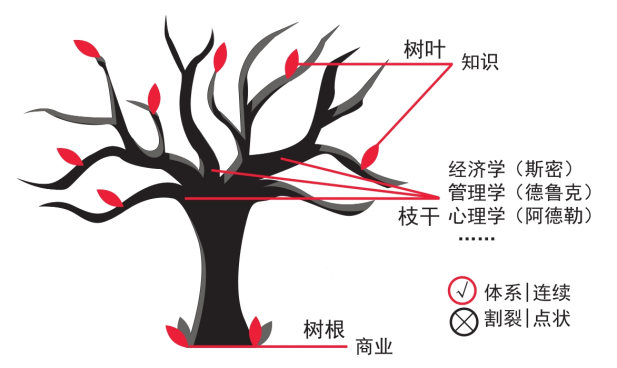 树叶
知识
经济学（斯密）
管理学（德鲁克）
枝干 心理学（阿德勒）
……
√ 体系|连续
割裂|点状
树根
商业